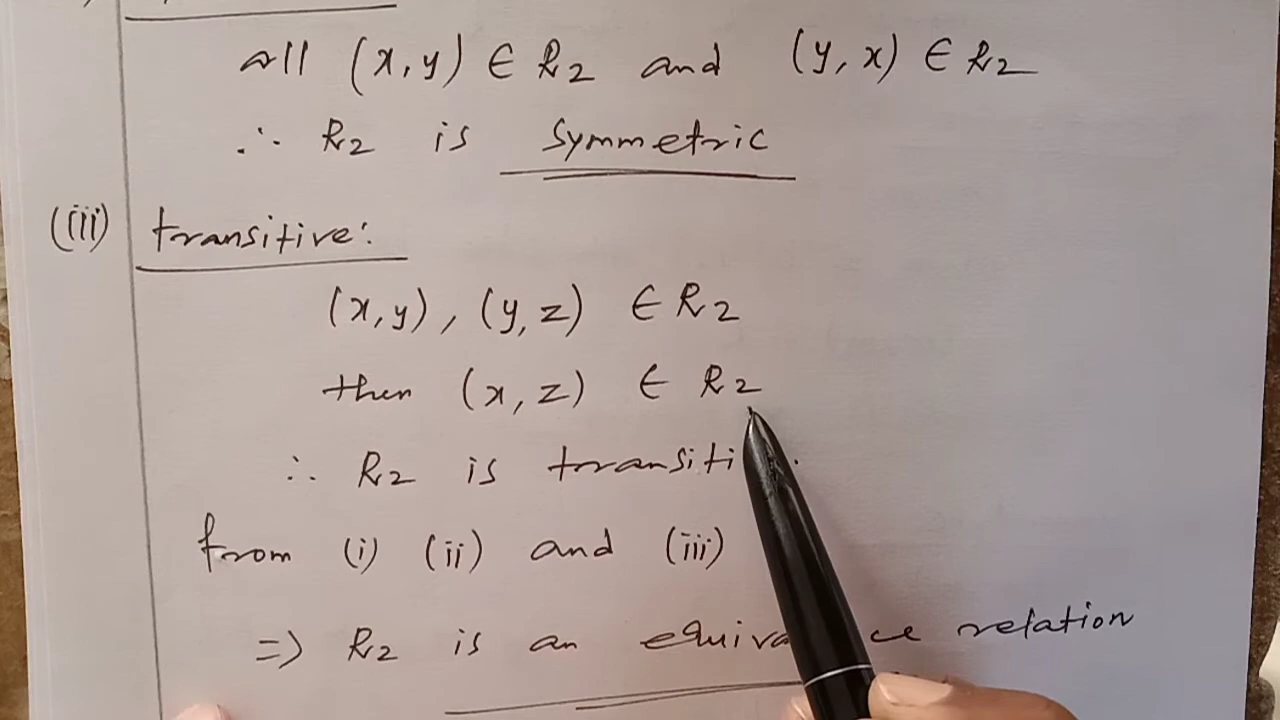 all (x, y) ∈ R2 and (y, x) ∈ R2
∴ R2 is Symmetric
(iii) transitive:
(x, y), (y, z) ∈ R2
then (x, z) ∈ R2
∴ R2 is
from (i) (ii) and (iii)
=> R2 is an relation